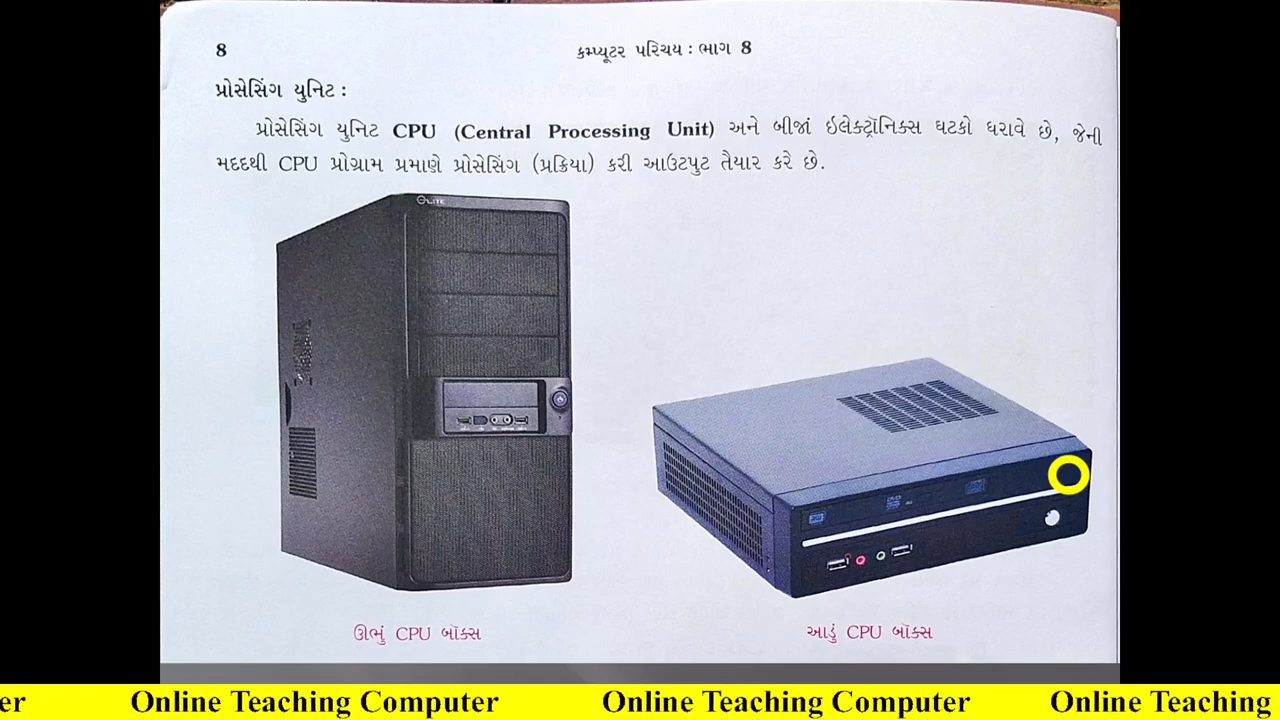 8
કમ્પ્યૂટર પરિચય : ભાગ 8
પ્રોસેસિંગ યુનિટ :
પ્રોસેસિંગ યુનિટ CPU (Central Processing Unit) અને બીજાં ઇલેક્ટ્રૉનિક્સ ઘટકો ધરાવે છે, જેની
મદદથી CPU પ્રોગ્રામ પ્રમાણે પ્રોસેસિંગ (પ્રક્રિયા) કરી આઉટપુટ તૈયાર કરે છે.
ઊભું CPU બૉક્સ
આડું CPU બૉક્સ
er Online Teaching Computer Online Teaching Computer Online Teaching